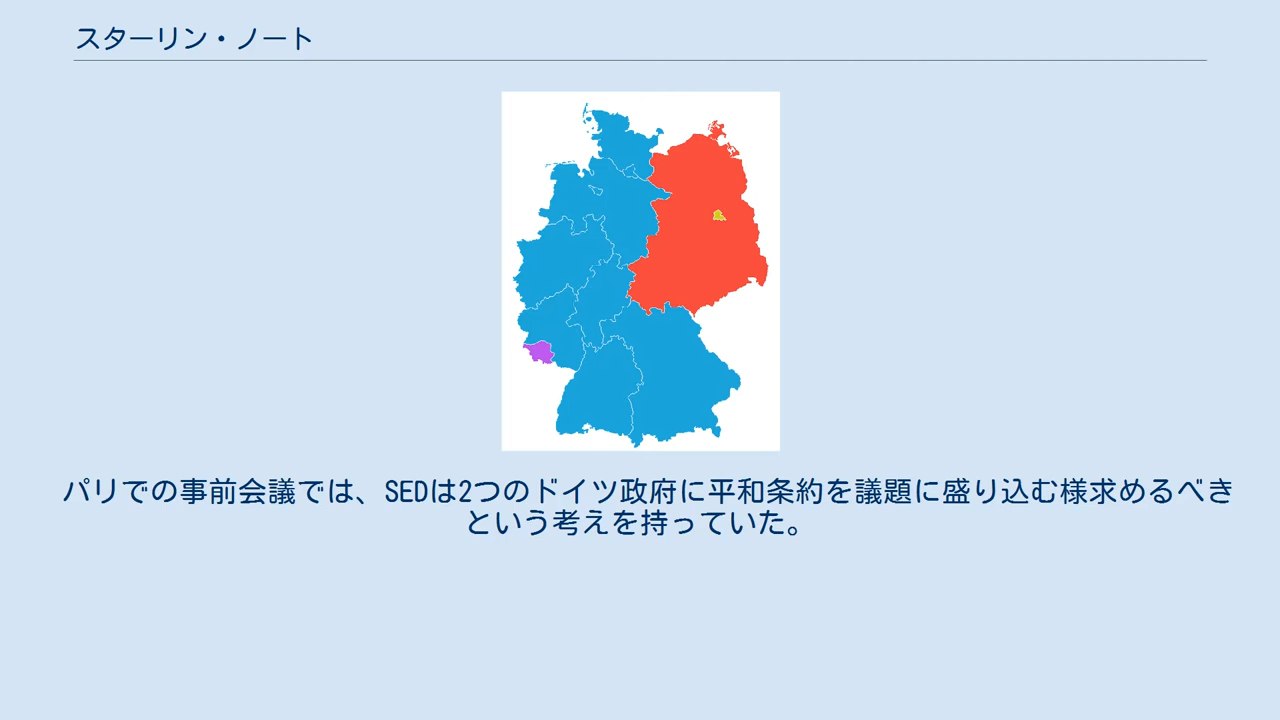 スターリン・ノート
パリでの事前会議では、SEDは2つのドイツ政府に平和条約を議題に盛り込む様求めるべき
という考えを持っていた。